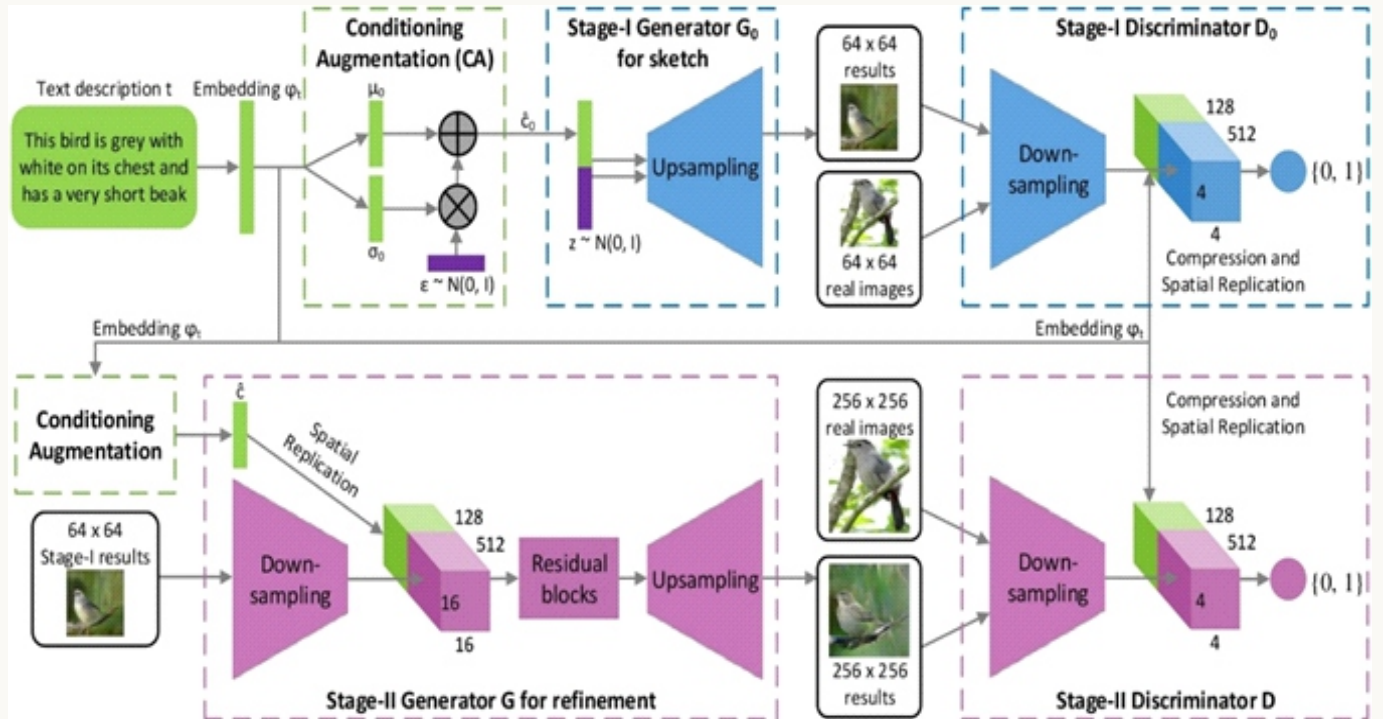 Text description t
This bird is grey with
white on its chest and
has a very short beak
Embedding φₜ
Conditioning
Augmentation (CA)
μ₀
σ₀
ε ~ N(0, I)
ĉ₀
Stage-I Generator G₀
for sketch
z ~ N(0, I)
Upsampling
64 x 64
results
64 x 64
real images
Stage-I Discriminator D₀
Down-
sampling
128
512
4
4
{0, 1}
Compression and
Spatial Replication
Embedding φₜ
Embedding φₜ
Conditioning
Augmentation
64 x 64
Stage-I results
ĉ
Spatial
Replication
Down-
sampling
128
512
16
16
Residual
blocks
Upsampling
Stage-II Generator G for refinement
256 x 256
real images
256 x 256
results
Compression and
Spatial Replication
Down-
sampling
128
512
4
4
{0, 1}
Stage-II Discriminator D